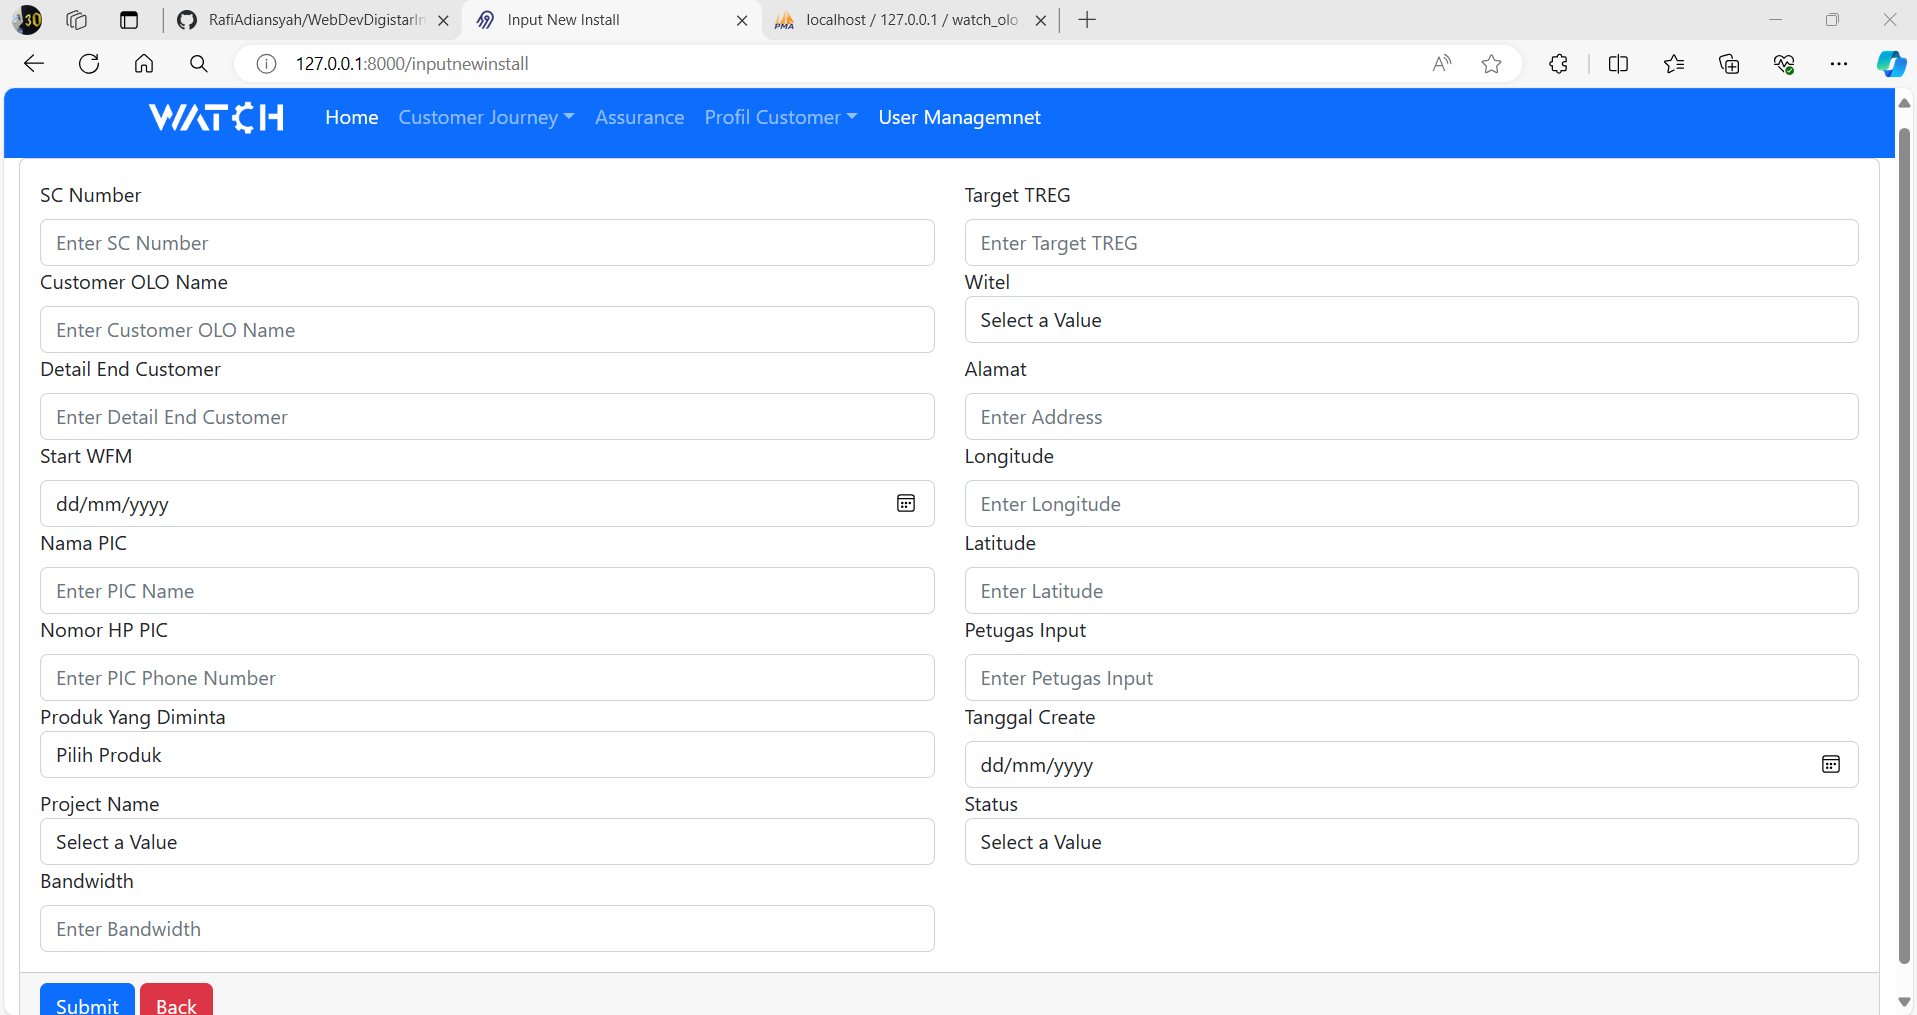 30
RafiAdiansyah/WebDevDigistarIn
Input New Install
PMA
localhost / 127.0.0.1 / watch_olo
127.0.0.1:8000/inputnewinstall
WATCH
Home
Customer Journey
Assurance
Profil Customer
User Managemnet
SC Number
Enter SC Number
Customer OLO Name
Enter Customer OLO Name
Detail End Customer
Enter Detail End Customer
Start WFM
dd/mm/yyyy
Nama PIC
Enter PIC Name
Nomor HP PIC
Enter PIC Phone Number
Produk Yang Diminta
Pilih Produk
Project Name
Select a Value
Bandwidth
Enter Bandwidth
Target TREG
Enter Target TREG
Witel
Select a Value
Alamat
Enter Address
Longitude
Enter Longitude
Latitude
Enter Latitude
Petugas Input
Enter Petugas Input
Tanggal Create
dd/mm/yyyy
Status
Select a Value
Submit
Back